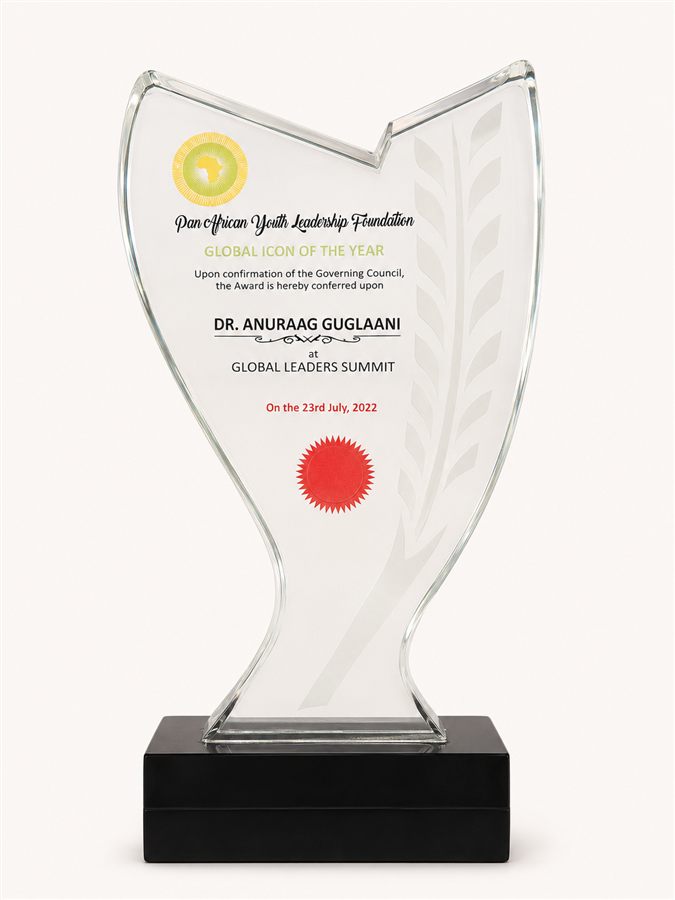 Pan African Youth Leadership Foundation
GLOBAL ICON OF THE YEAR
Upon confirmation of the Governing Council,
the Award is hereby conferred upon
DR. ANURAAG GUGLAANI
at
GLOBAL LEADERS SUMMIT
On the 23rd July, 2022